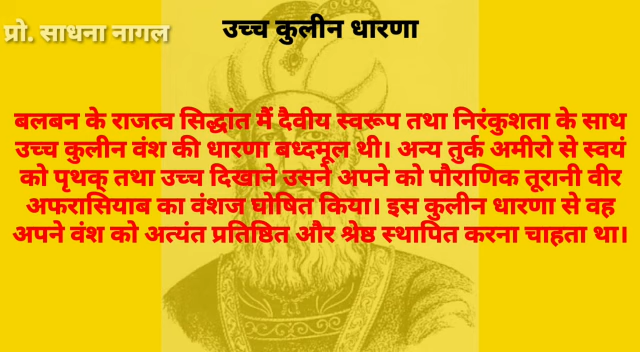 प्रो. साधना नागल
उच्च कुलीन धारणा
बलबन के राजत्व सिद्धांत मैं दैवीय स्वरूप तथा निरंकुशता के साथ
उच्च कुलीन वंश की धारणा बध्दमूल थी। अन्य तुर्क अमीरो से स्वयं
को पृथक् तथा उच्च दिखाने उसने अपने को पौराणिक तूरानी वीर
अफरासियाब का वंशज घोषित किया। इस कुलीन धारणा से वह
अपने वंश को अत्यंत प्रतिष्ठित और श्रेष्ठ स्थापित करना चाहता था।